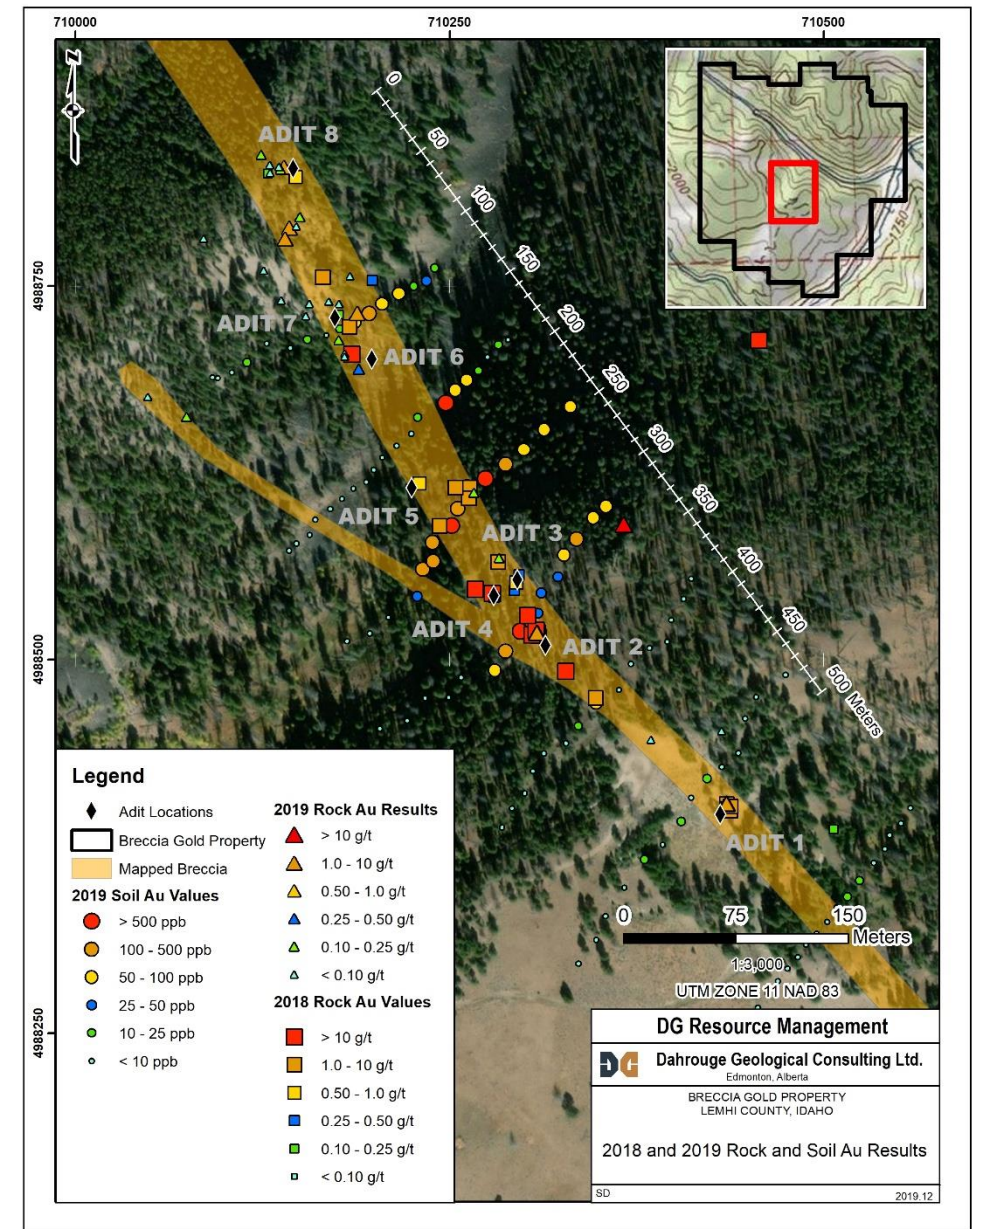 710000
710250
710500
4988750
4988500
4988250
Z
2000
1750
0
50
100
150
200
250
300
350
400
450
500 Meters
ADIT 8
ADIT 7
ADIT 6
ADIT 5
ADIT 3
ADIT 4
ADIT 2
ADIT 1
Legend
Adit Locations
Breccia Gold Property
Mapped Breccia
2019 Soil Au Values
> 500 ppb
100 - 500 ppb
50 - 100 ppb
25 - 50 ppb
10 - 25 ppb
< 10 ppb
2019 Rock Au Results
> 10 g/t
1.0 - 10 g/t
0.50 - 1.0 g/t
0.25 - 0.50 g/t
0.10 - 0.25 g/t
< 0.10 g/t
2018 Rock Au Values
> 10 g/t
1.0 - 10 g/t
0.50 - 1.0 g/t
0.25 - 0.50 g/t
0.10 - 0.25 g/t
< 0.10 g/t
0 75 150
Meters
1:3,000
UTM ZONE 11 NAD 83
DG Resource Management
DG Dahrouge Geological Consulting Ltd.
Edmonton, Alberta
BRECCIA GOLD PROPERTY
LEMHI COUNTY, IDAHO
2018 and 2019 Rock and Soil Au Results
SD 2019.12